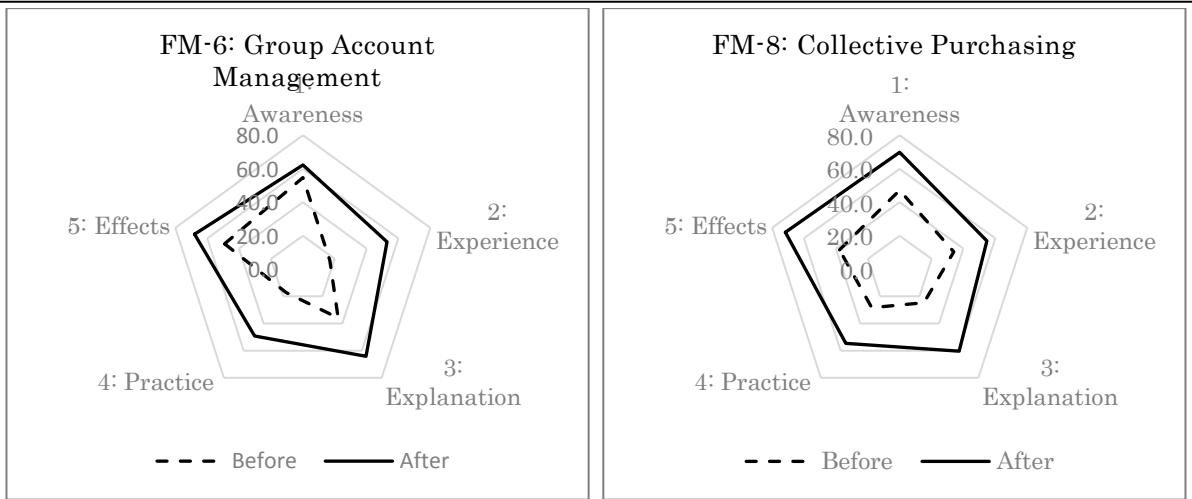 FM-6: Group Account
Management
1:
Awareness
80.0
60.0
40.0
20.0
0.0
2:
Experience
3:
Explanation
4: Practice
5: Effects
Before
After
FM-8: Collective Purchasing
1:
Awareness
80.0
60.0
40.0
20.0
0.0
2:
Experience
3:
Explanation
4: Practice
5: Effects
Before
After